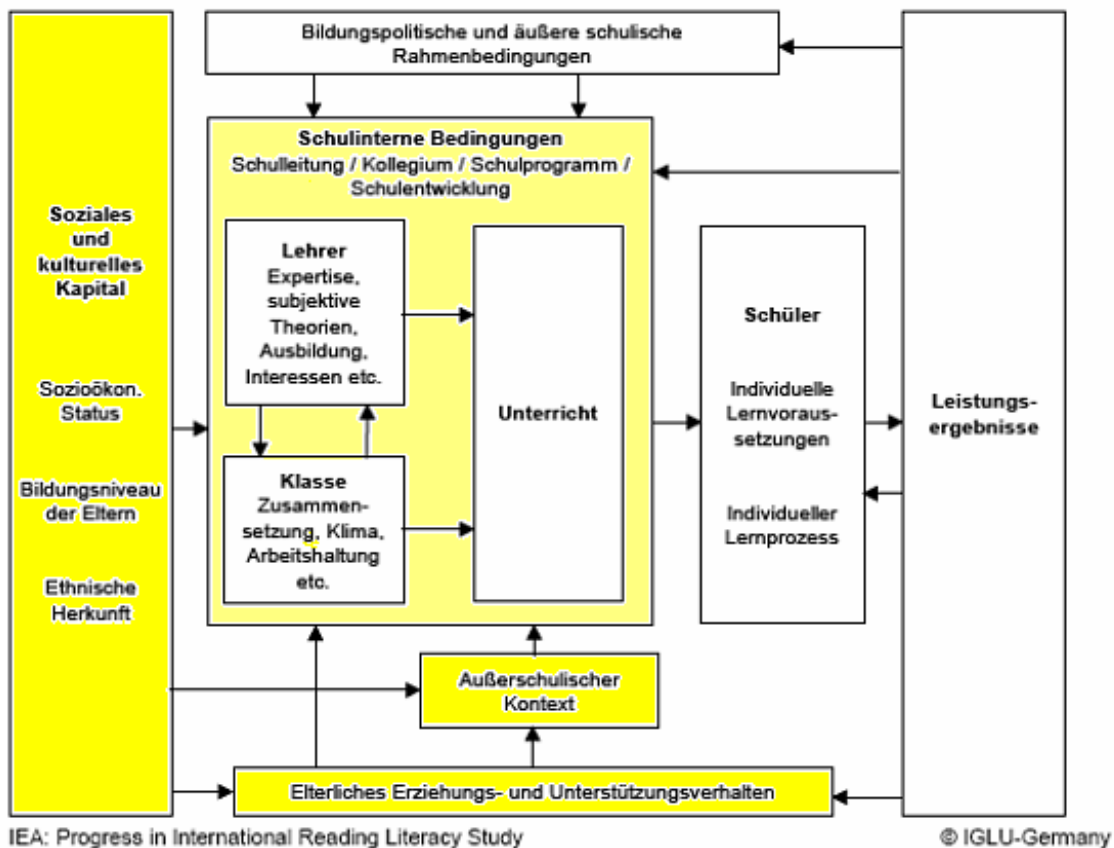 Bildungspolitische und äußere schulische
Rahmenbedingungen
Soziales
und
kulturelles
Kapital
Sozioökon.
Status
Bildungsniveau
der Eltern
Ethnische
Herkunft
Schulinterne Bedingungen
Schulleitung / Kollegium / Schulprogramm /
Schulentwicklung
Lehrer
Expertise,
subjektive
Theorien,
Ausbildung,
Interessen etc.
Klasse
Zusammen-
setzung, Klima,
Arbeitshaltung
etc.
Unterricht
Schüler
Individuelle
Lernvoraus-
setzungen
Individueller
Lernprozess
Leistungs-
ergebnisse
Außerschulischer
Kontext
Elterliches Erziehungs- und Unterstützungsverhalten
IEA: Progress in International Reading Literacy Study
© IGLU-Germany